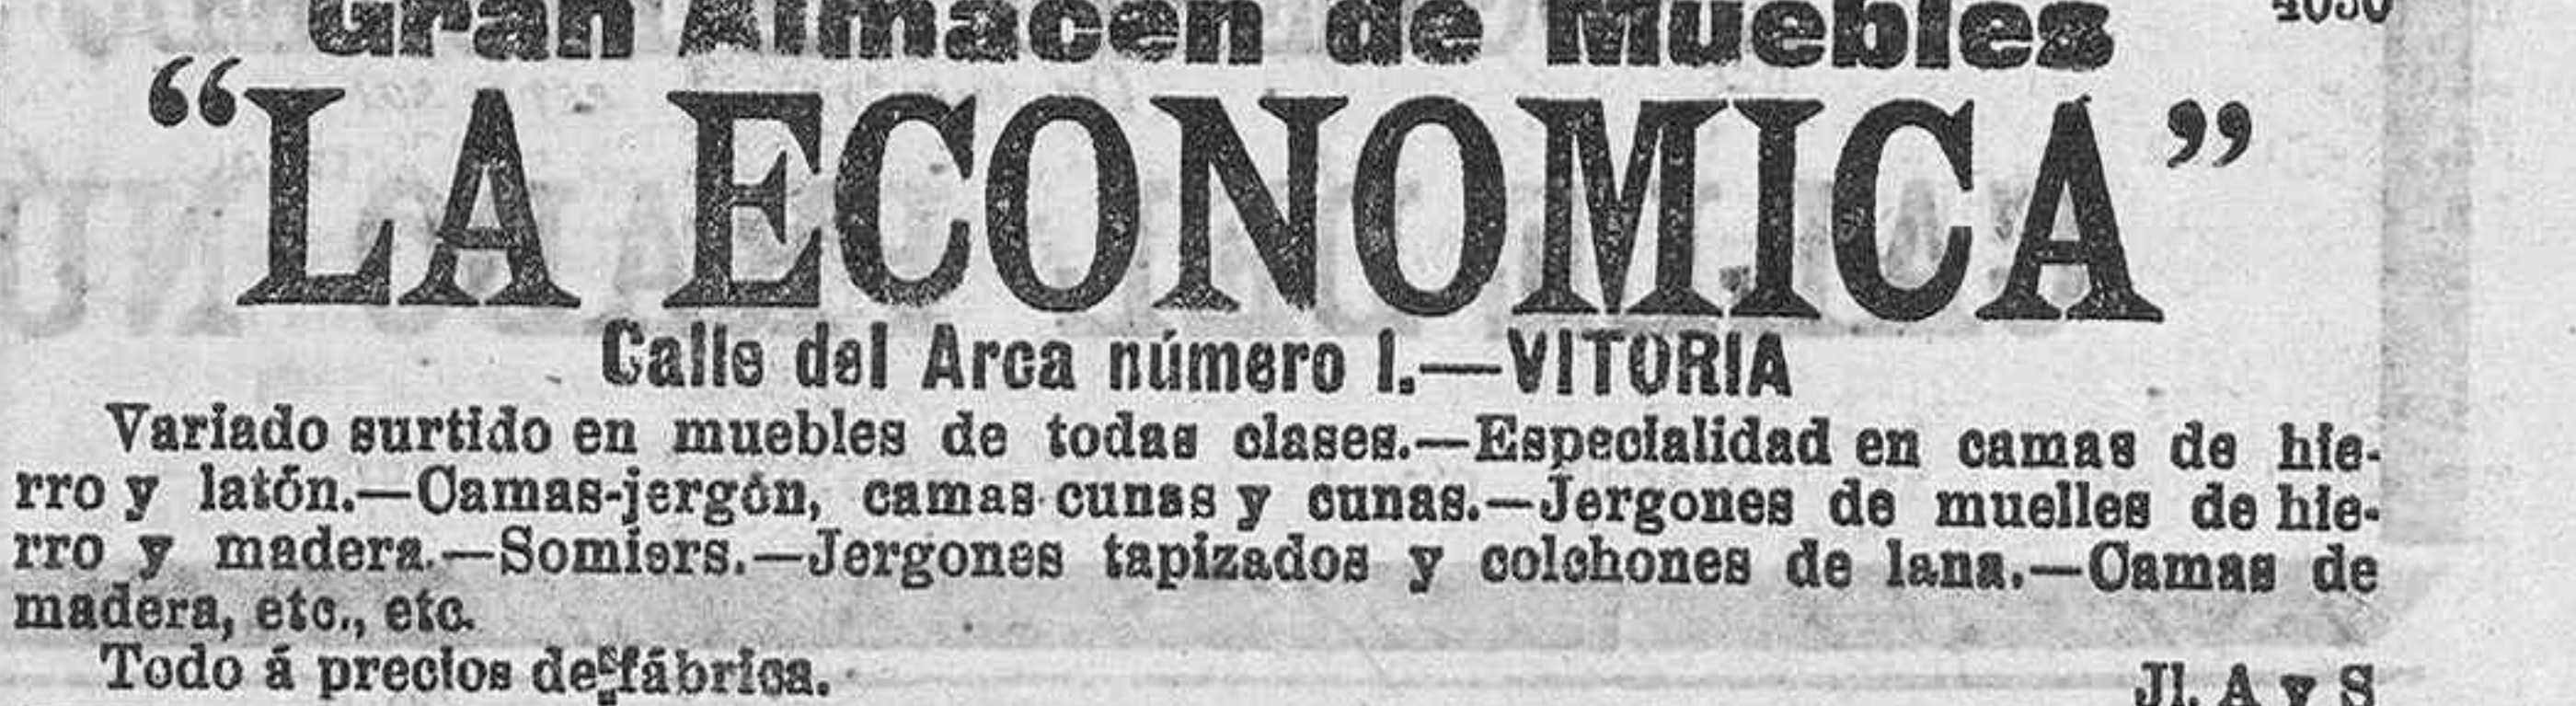 Gran Almacén de Muebles
"LA ECONOMICA"
Calle del Arca número 1.—VITORIA
Variado surtido en muebles de todas clases.—Especialidad en camas de hie-
rro y latón.—Camas-jergón, camas-cunas y cunas.—Jergones de muelles de hie-
rro y madera.—Somiers.—Jergones tapizados y colchones de lana.—Camas de
madera, etc., etc.
Todo á precios de fábrica.
A y S